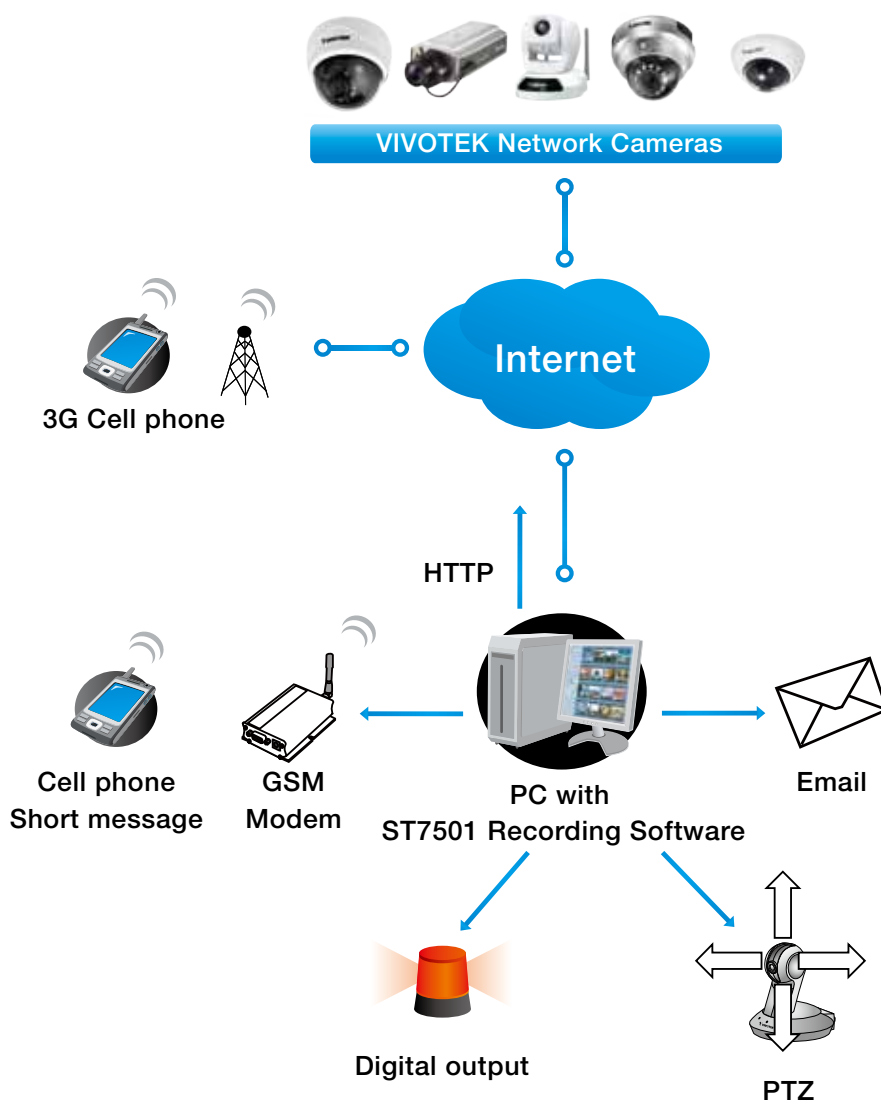 VIVOTEK Network Cameras
Internet
3G Cell phone
HTTP
Cell phone
Short message
GSM
Modem
PC with
ST7501 Recording Software
Email
Digital output
PTZ